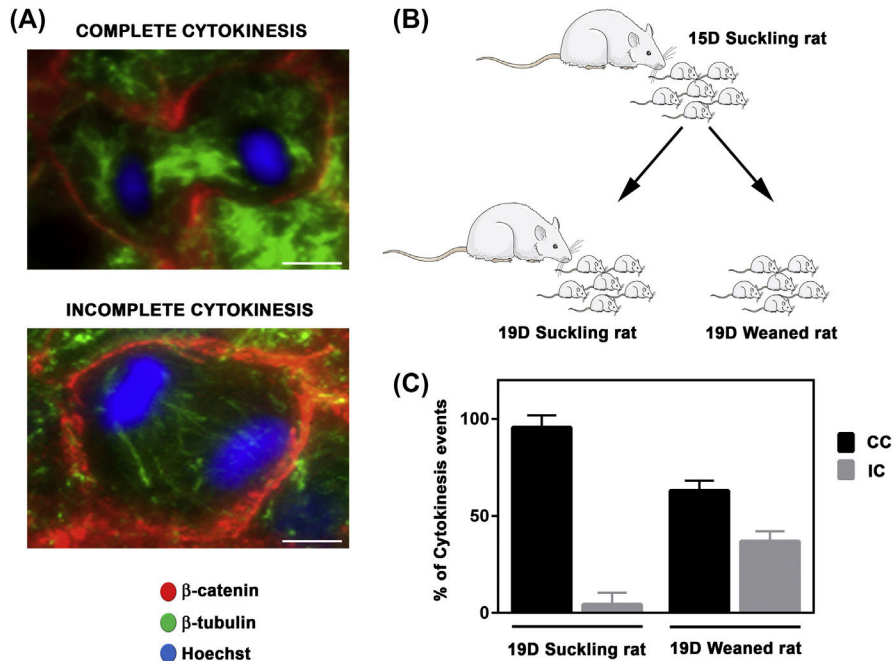 (A)
COMPLETE CYTOKINESIS
INCOMPLETE CYTOKINESIS
β-catenin
β-tubulin
Hoechst
(B)
15D Suckling rat
19D Suckling rat
19D Weaned rat
(C)
% of Cytokinesis events
100
50
0
CC
IC
19D Suckling rat
19D Weaned rat